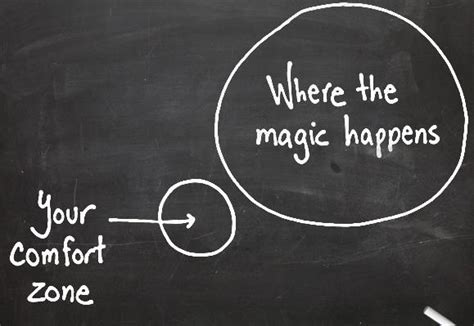 Where the
magic happens
Your
comfort
zone